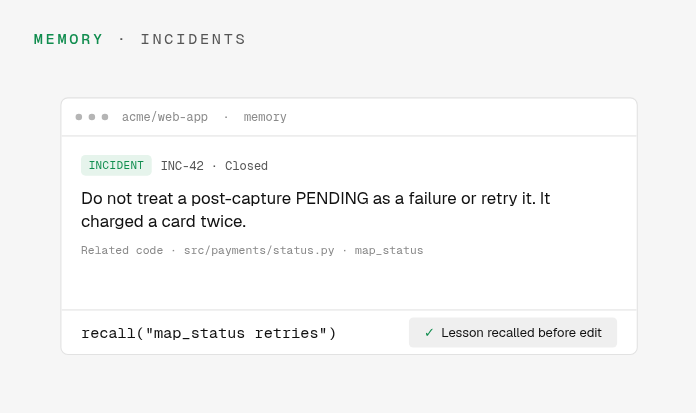 MEMORY · INCIDENTS
acme/web-app · memory
INCIDENT INC-42 · Closed
Do not treat a post-capture PENDING as a failure or retry it. It
charged a card twice.
Related code · src/payments/status.py · map_status
recall("map_status retries") ✓ Lesson recalled before edit